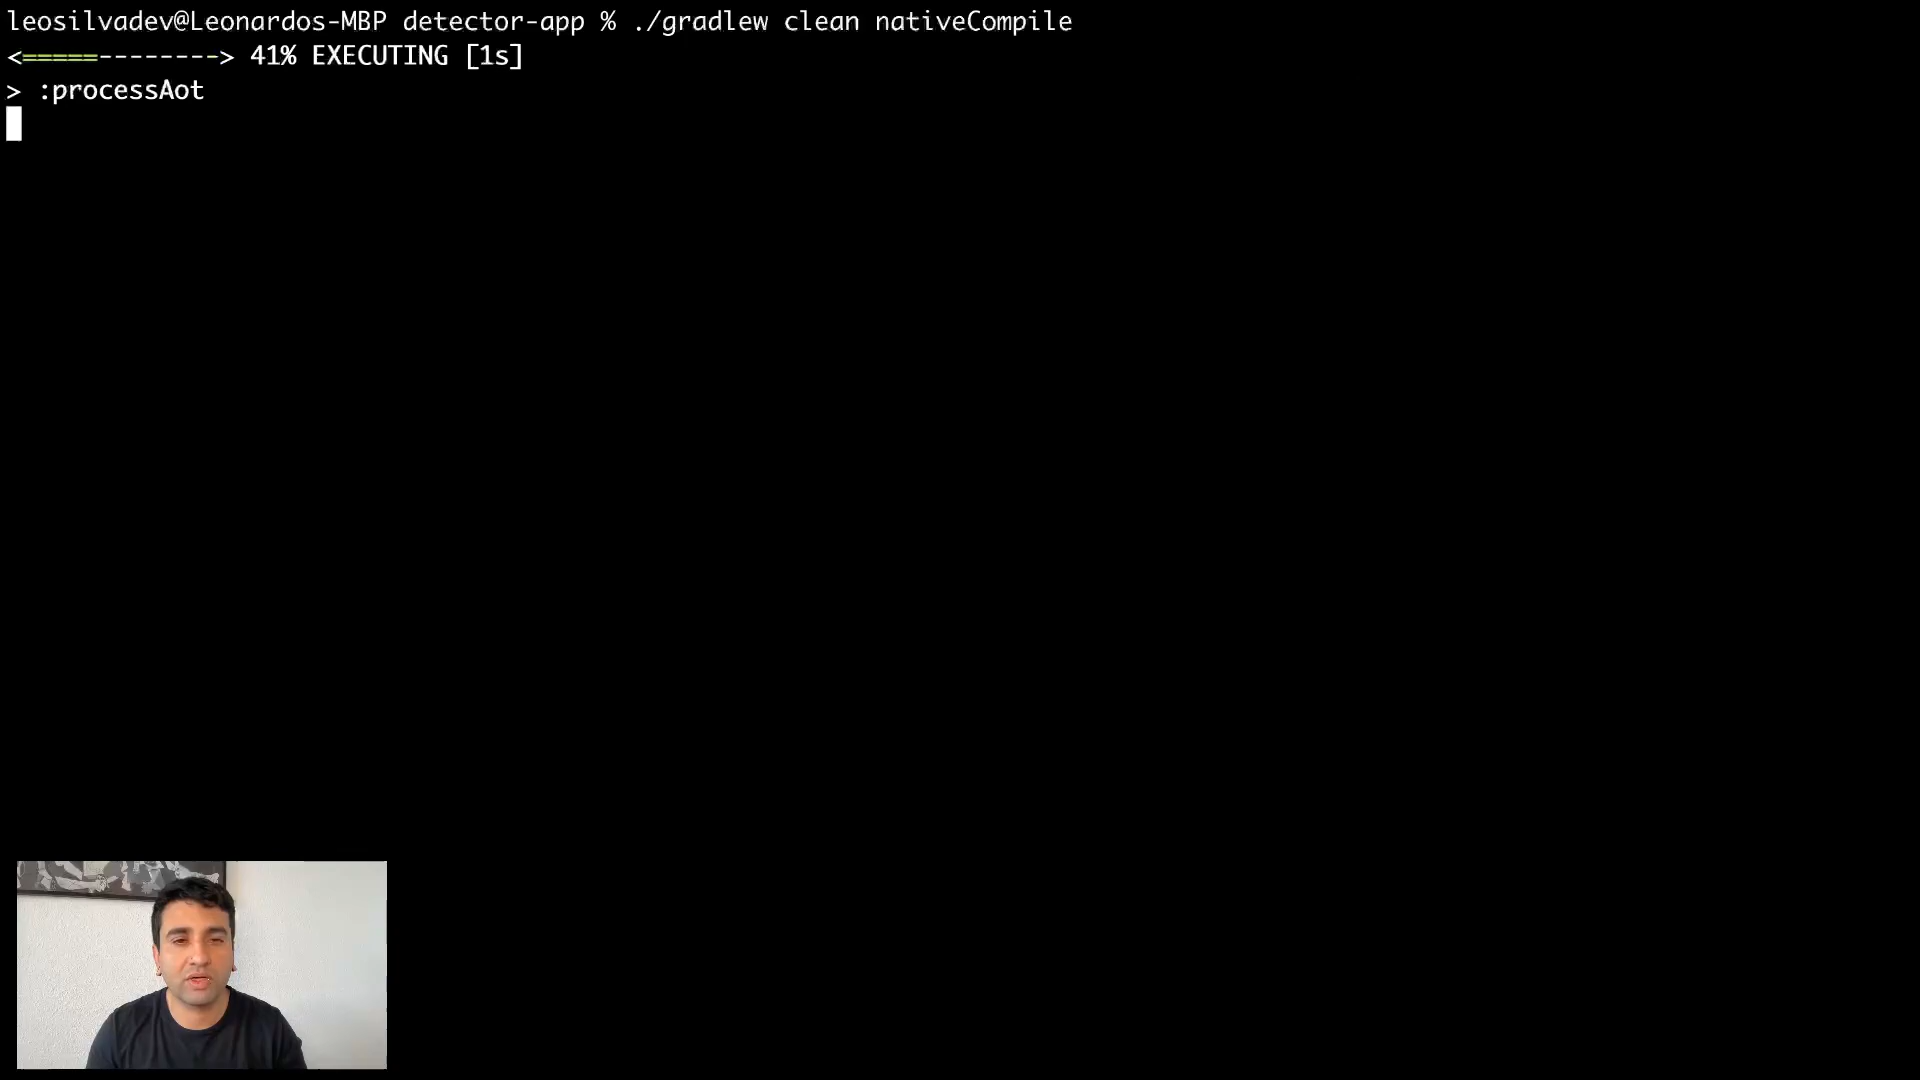 leosilvadev@Leonardos-MBP detector-app % ./gradlew clean nativeCompile
<=====--------> 41% EXECUTING [1s]
> :processAot